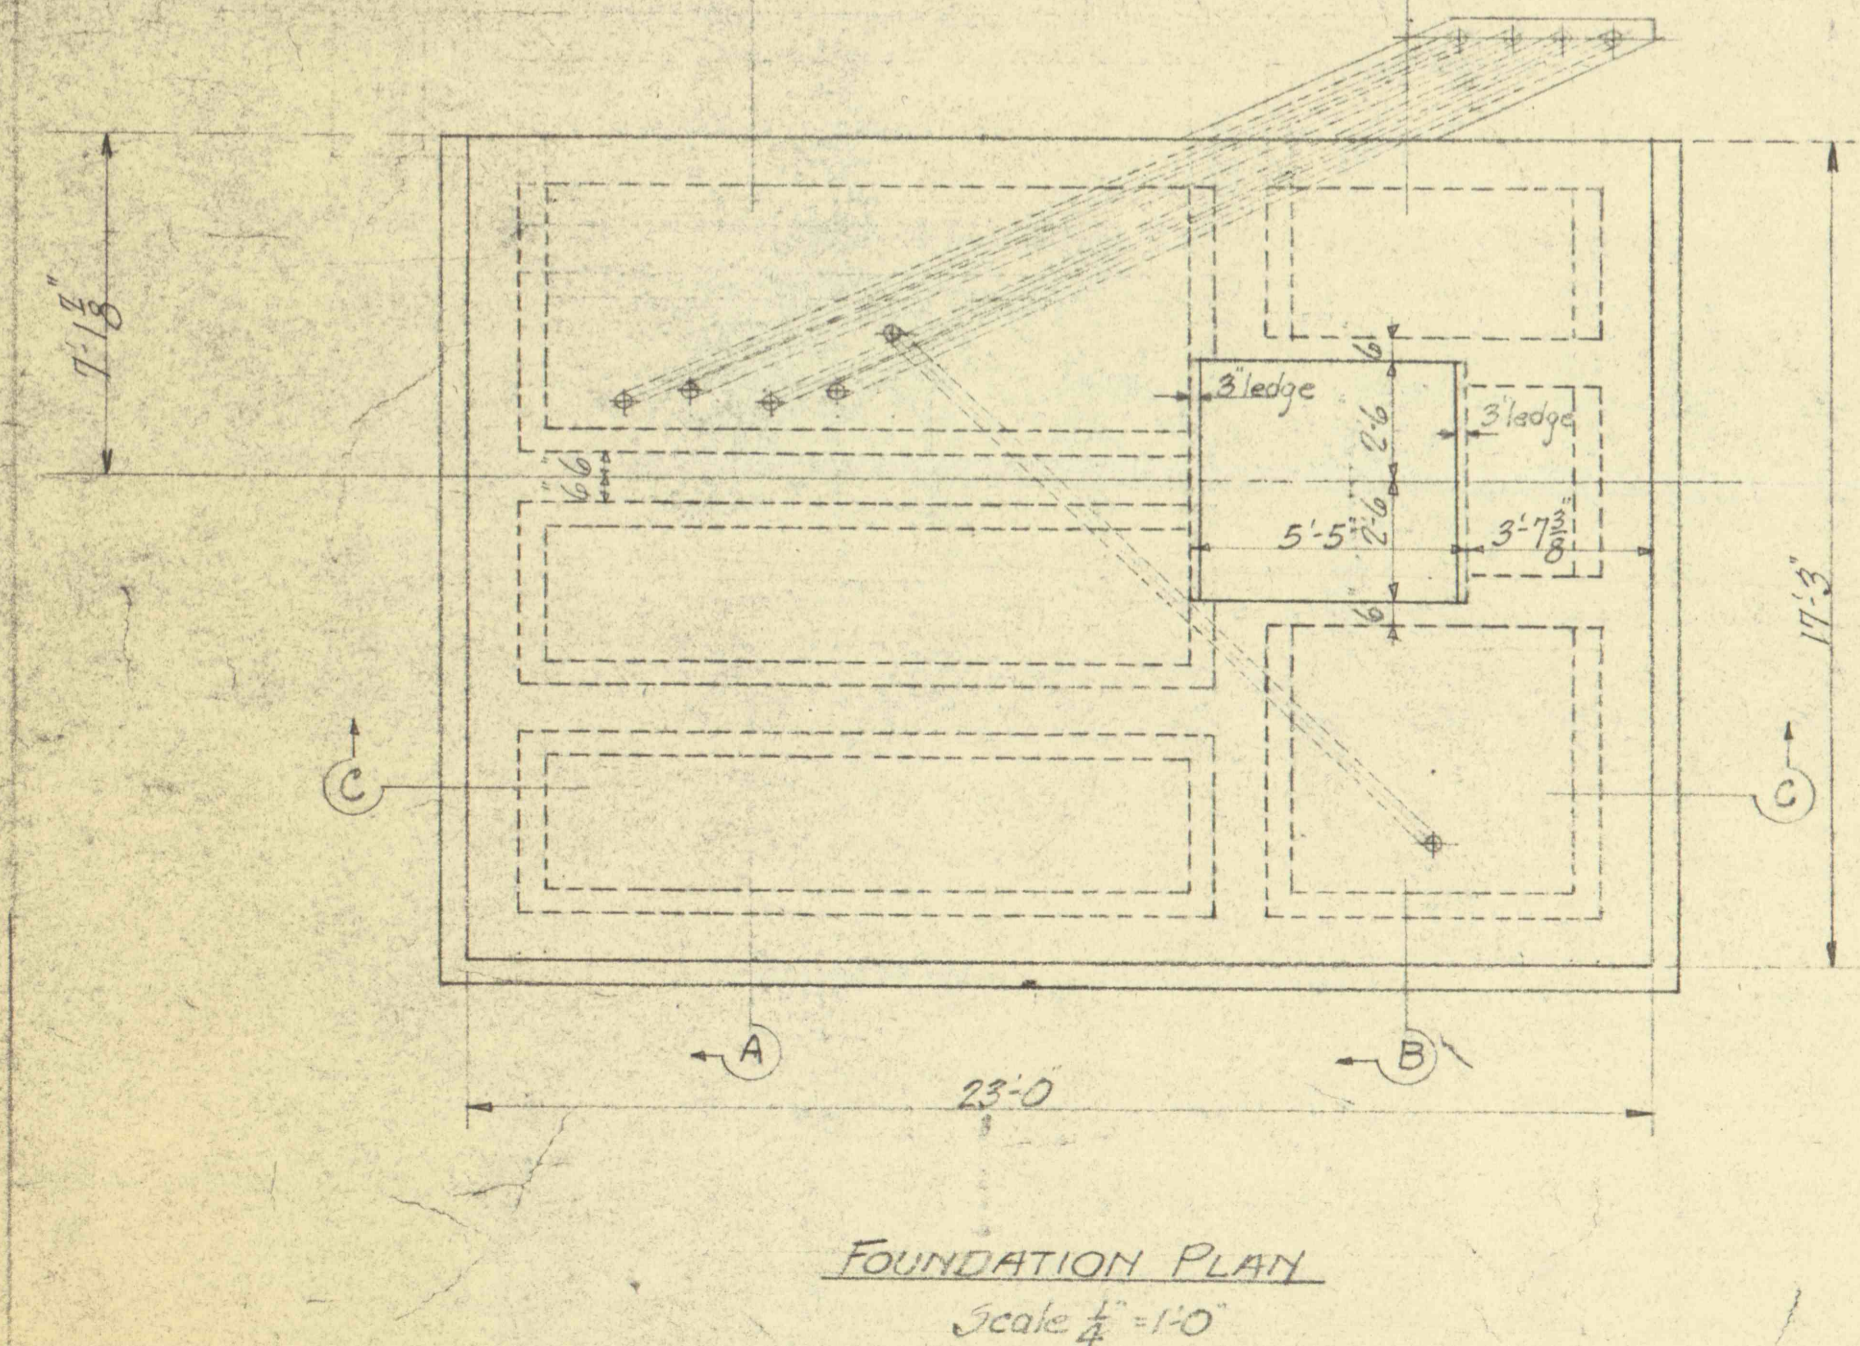 7'-1 7/8"
6"
3" ledge
2'-6
3" ledge
6" 6
2'-6"
5'-5"
3'-7 3/8"
6"
17'-3"
C
C
A
B
23'-0
FOUNDATION PLAN
Scale 1/4" = 1'-0"